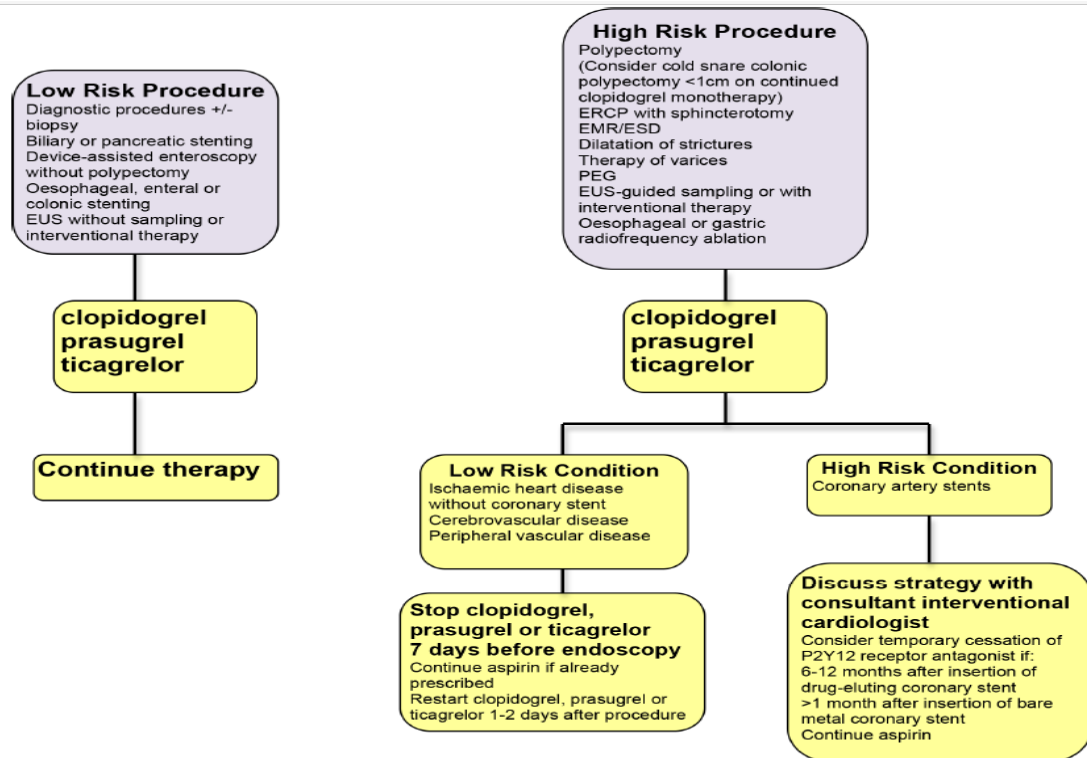 Low Risk Procedure
Diagnostic procedures +/-
biopsy
Biliary or pancreatic stenting
Device-assisted enteroscopy
without polypectomy
Oesophageal, enteral or
colonic stenting
EUS without sampling or
interventional therapy
clopidogrel
prasugrel
ticagrelor
Continue therapy
High Risk Procedure
Polypectomy
(Consider cold snare colonic
polypectomy <1cm on continued
clopidogrel monotherapy)
ERCP with sphincterotomy
EMR/ESD
Dilatation of strictures
Therapy of varices
PEG
EUS-guided sampling or with
interventional therapy
Oesophageal or gastric
radiofrequency ablation
clopidogrel
prasugrel
ticagrelor
Low Risk Condition
Ischaemic heart disease
without coronary stent
Cerebrovascular disease
Peripheral vascular disease
Stop clopidogrel,
prasugrel or ticagrelor
7 days before endoscopy
Continue aspirin if already
prescribed
Restart clopidogrel, prasugrel or
ticagrelor 1-2 days after procedure
High Risk Condition
Coronary artery stents
Discuss strategy with
consultant interventional
cardiologist
Consider temporary cessation of
P2Y12 receptor antagonist if:
6-12 months after insertion of
drug-eluting coronary stent
>1 month after insertion of bare
metal coronary stent
Continue aspirin